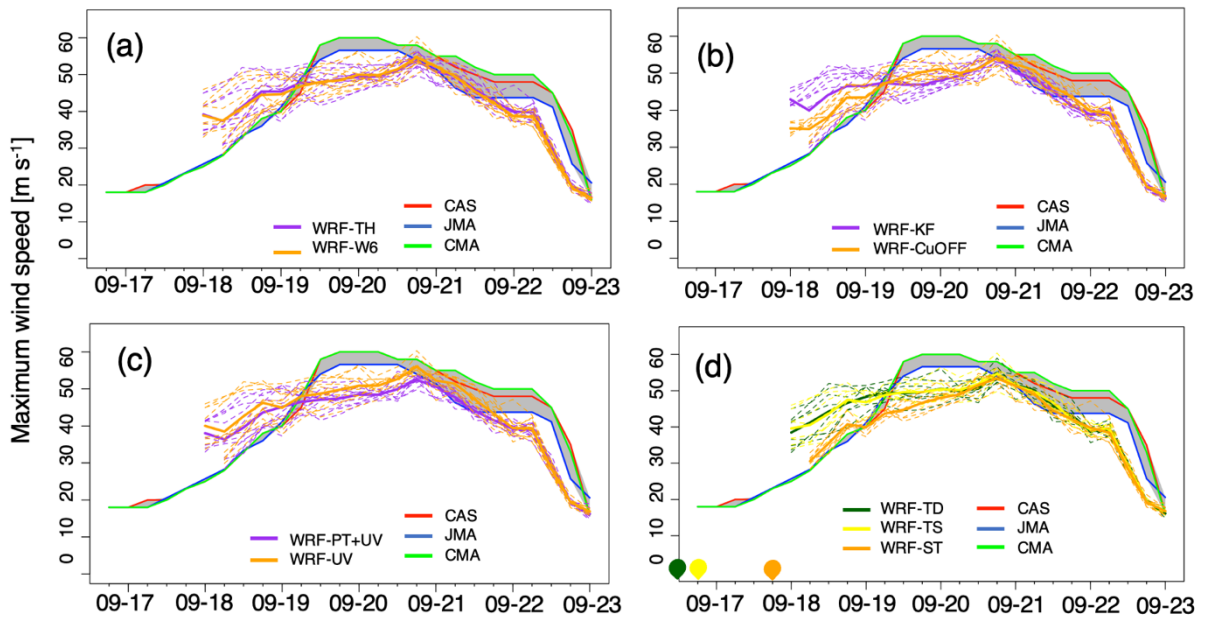 Maximum wind speed [m s⁻¹]
(a)
60
50
40
30
20
10
0
WRF-TH
WRF-W6
CAS
JMA
CMA
09-17 09-18 09-19 09-20 09-21 09-22 09-23
(b)
60
50
40
30
20
10
0
WRF-KF
WRF-CuOFF
CAS
JMA
CMA
09-17 09-18 09-19 09-20 09-21 09-22 09-23
(c)
60
50
40
30
20
10
0
WRF-PT+UV
WRF-UV
CAS
JMA
CMA
09-17 09-18 09-19 09-20 09-21 09-22 09-23
(d)
60
50
40
30
20
10
0
WRF-TD
WRF-TS
WRF-ST
CAS
JMA
CMA
09-17 09-18 09-19 09-20 09-21 09-22 09-23